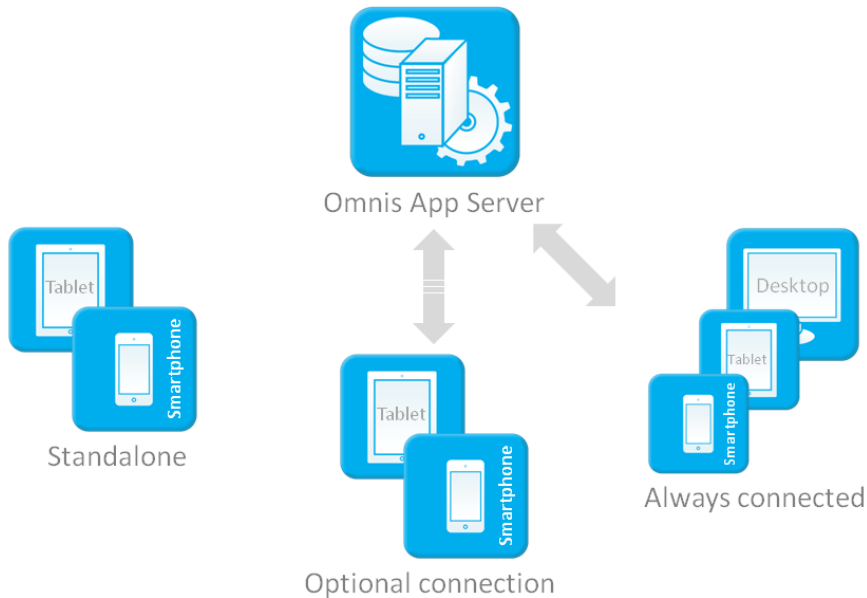 Omnis App Server
Tablet
Smartphone
Standalone
Tablet
Smartphone
Optional connection
Desktop
Tablet
Smartphone
Always connected